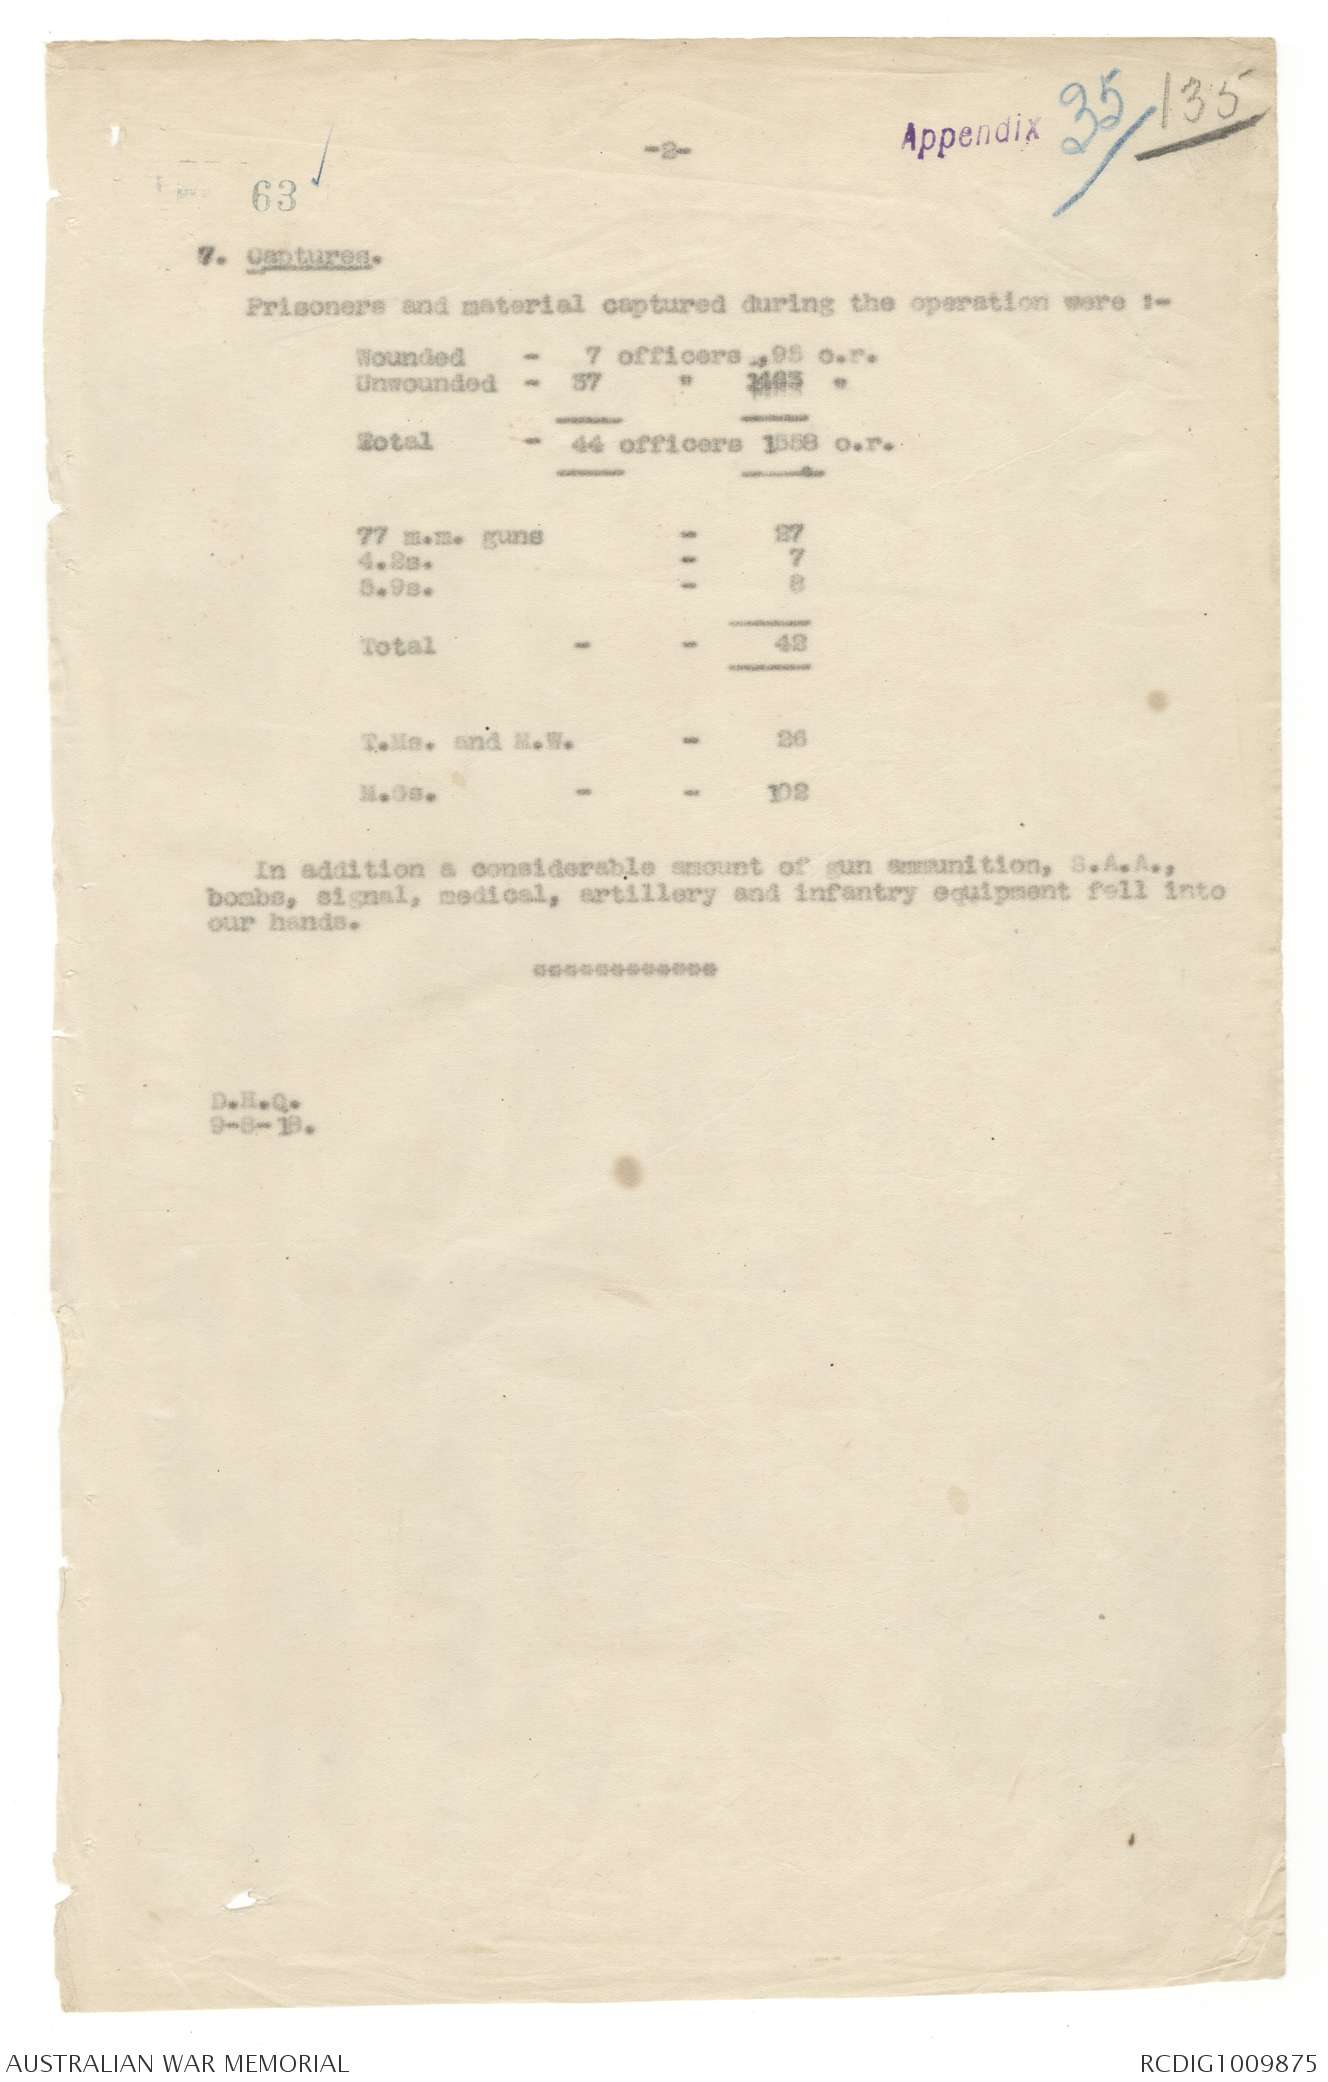 -2-
Appendix 35/ 135
63
7. Captures.
Prisoners and material captured during the operation were :-
Wounded - 7 officers , 95 o.r.
Unwounded - 37 " 1463 "
Total - 44 officers 1558 o.r.
77 m.m. guns - 27
4.2s. - 7
5.9s. - 8
Total - - 42
T.Ms. and M.W. - 26
M.Gs. - - 102
In addition a considerable amount of gun ammunition, S.A.A.,
bombs, signal, medical, artillery and infantry equipment fell into
our hands.
D.H.Q.
9-8-18.
AUSTRALIAN WAR MEMORIAL
RCDIG1009875